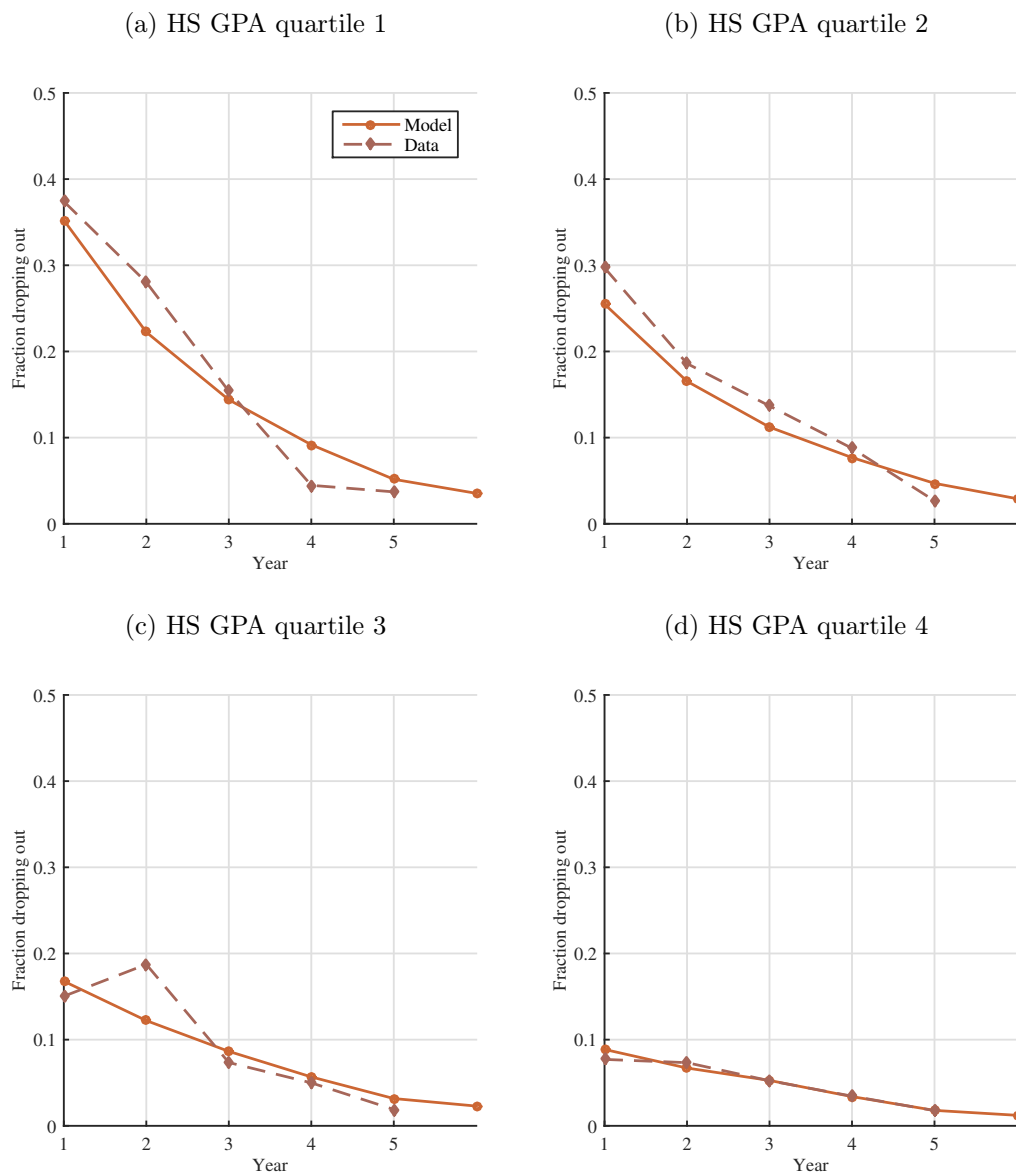 (a) HS GPA quartile 1
(b) HS GPA quartile 2
0.5
0.4
0.3
0.2
0.1
0
Fraction dropping out
Model
Data
1 2 3 4 5
Year
0.5
0.4
0.3
0.2
0.1
0
Fraction dropping out
1 2 3 4 5
Year
(c) HS GPA quartile 3
(d) HS GPA quartile 4
0.5
0.4
0.3
0.2
0.1
0
Fraction dropping out
1 2 3 4 5
Year
0.5
0.4
0.3
0.2
0.1
0
Fraction dropping out
1 2 3 4 5
Year